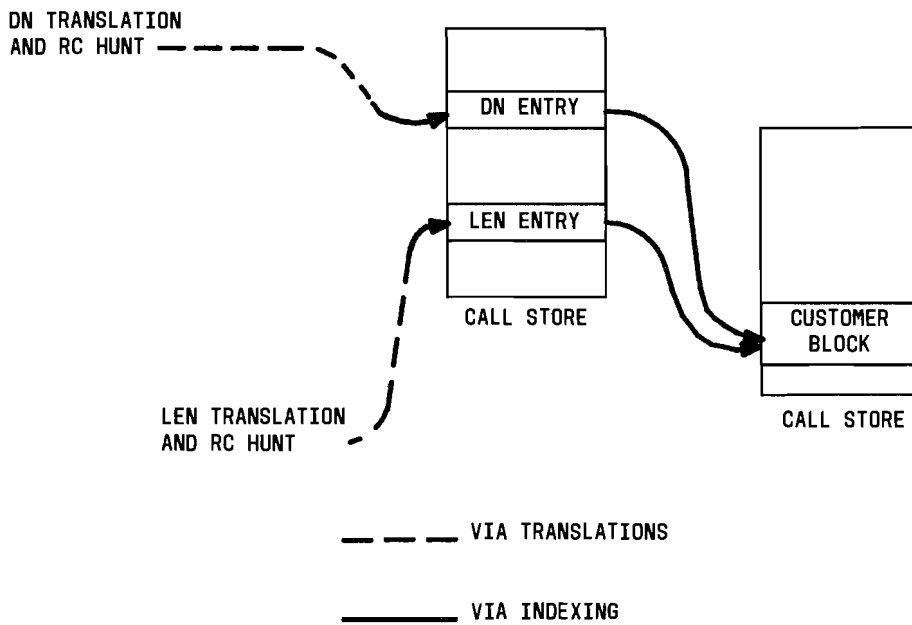 DN TRANSLATION
AND RC HUNT
DN ENTRY
LEN ENTRY
CALL STORE
CUSTOMER
BLOCK
CALL STORE
LEN TRANSLATION
AND RC HUNT
VIA TRANSLATIONS
VIA INDEXING